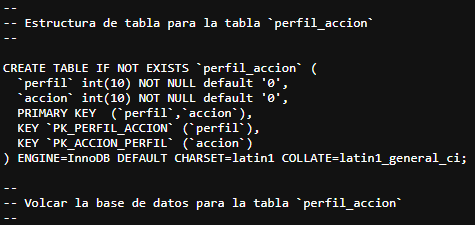 --
-- Estructura de tabla para la tabla `perfil_accion`
--
CREATE TABLE IF NOT EXISTS `perfil_accion` (
  `perfil` int(10) NOT NULL default '0',
  `accion` int(10) NOT NULL default '0',
  PRIMARY KEY  (`perfil`,`accion`),
  KEY `PK_PERFIL_ACCION` (`perfil`),
  KEY `PK_ACCION_PERFIL` (`accion`)
) ENGINE=InnoDB DEFAULT CHARSET=latin1 COLLATE=latin1_general_ci;
--
-- Volcar la base de datos para la tabla `perfil_accion`
--